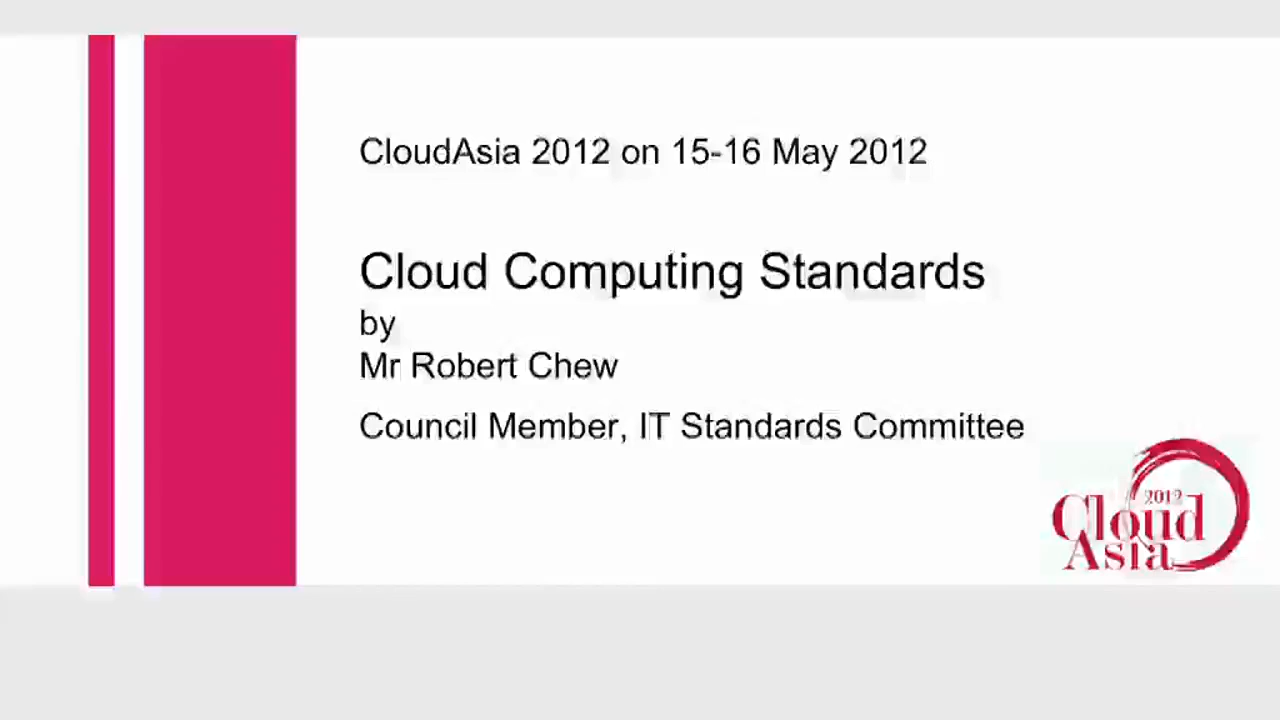 CloudAsia 2012 on 15-16 May 2012
Cloud Computing Standards
by
Mr Robert Chew
Council Member, IT Standards Committee
2012
Cloud
Asia